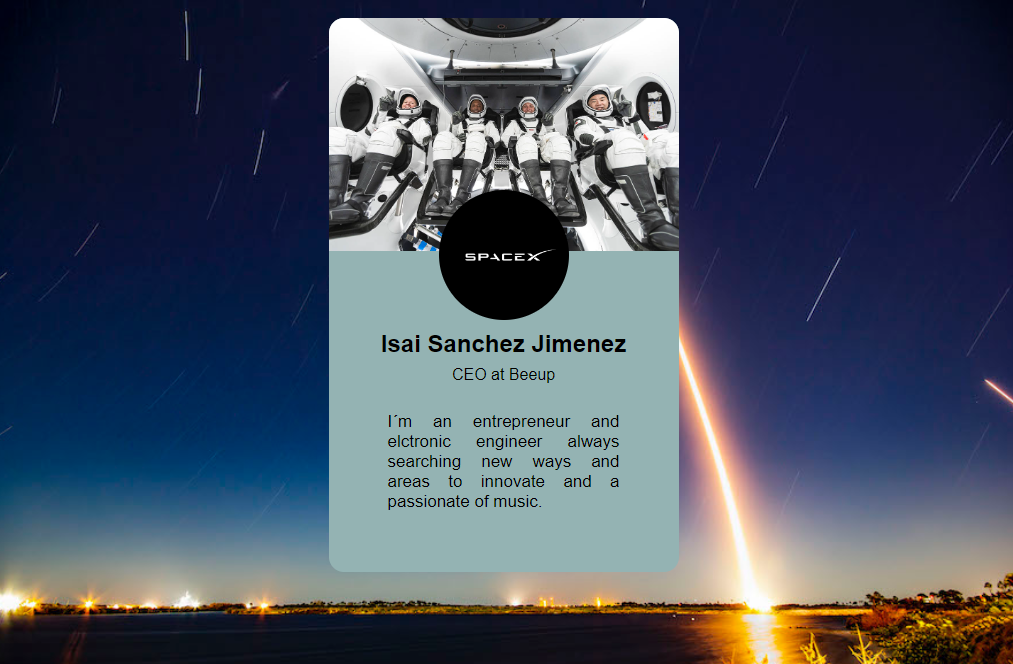 SPACEX
Isai Sanchez Jimenez
CEO at Beeup
I´m an entrepreneur and
elctronic engineer always
searching new ways and
areas to innovate and a
passionate of music.